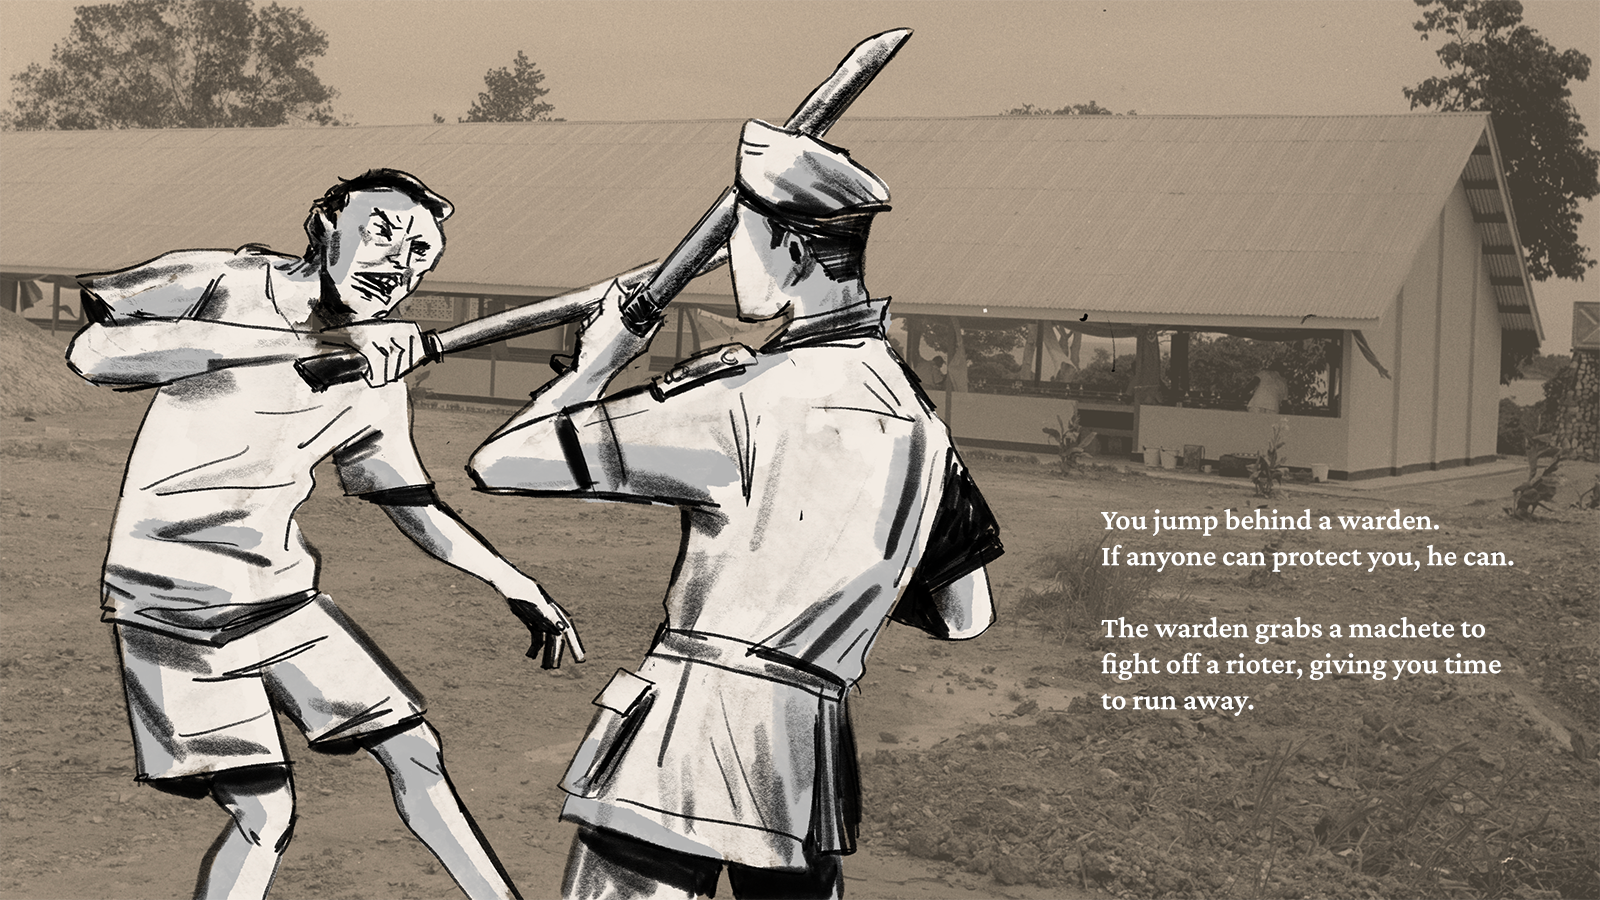 You jump behind a warden.
If anyone can protect you, he can.
The warden grabs a machete to
fight off a rioter, giving you time
to run away.